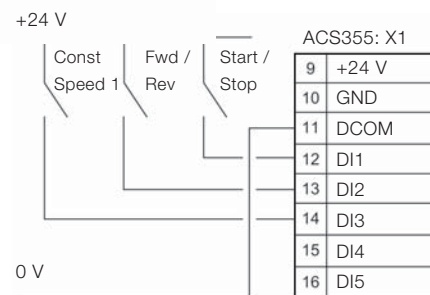 +24 V
Const
Speed 1
Fwd /
Rev
Start /
Stop
ACS355: X1
9 +24 V
10 GND
11 DCOM
12 DI1
13 DI2
14 DI3
15 DI4
16 DI5
0 V